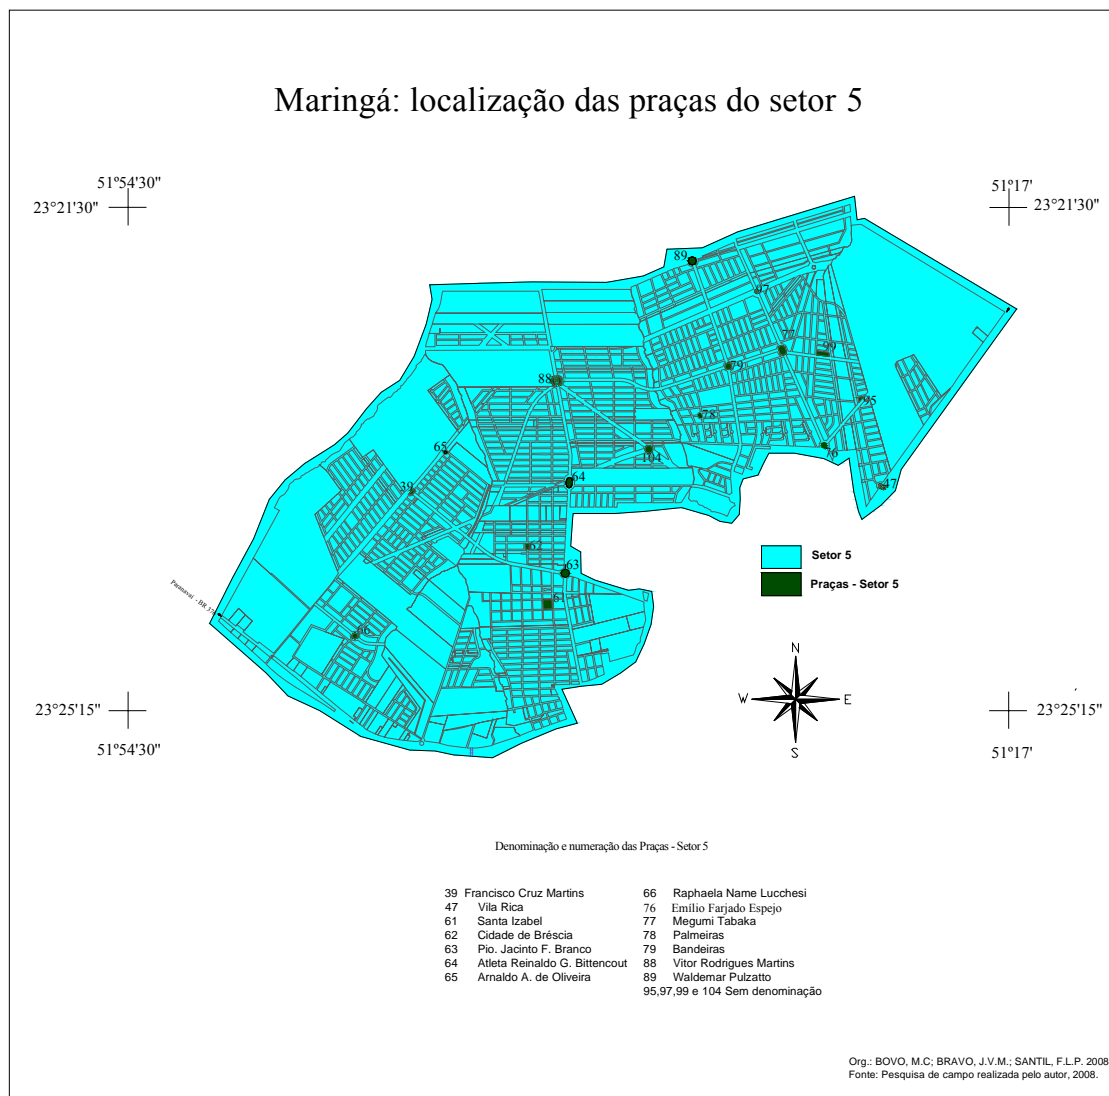 Maringá: localização das praças do setor 5
51º54'30"
51º17'
23°21'30"
23°21'30"
89
97
77
99
79
88
95
78
65
76
104
64
47
39
62
Setor 5
63
Praças - Setor 5
61
66
N
W
E
S
23°25'15"
23°25'15"
51º54'30"
51º17'
Denominação e numeração das Praças - Setor 5
39 Francisco Cruz Martins
47 Vila Rica
61 Santa Izabel
62 Cidade de Bréscia
63 Pio. Jacinto F. Branco
64 Atleta Reinaldo G. Bittencout
65 Arnaldo A. de Oliveira
66 Raphaela Name Lucchesi
76 Emílio Farjado Espejo
77 Megumi Tabaka
78 Palmeiras
79 Bandeiras
88 Vitor Rodrigues Martins
89 Waldemar Pulzatto
95,97,99 e 104 Sem denominação
Org.: BOVO, M.C; BRAVO, J.V.M.; SANTIL, F.L.P. 2008
Fonte: Pesquisa de campo realizada pelo autor, 2008.